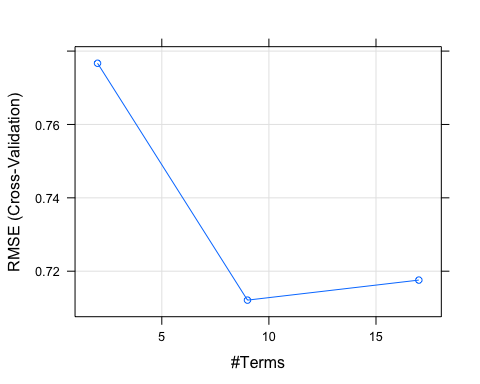 RMSE (Cross-Validation)
0.76
0.74
0.72
5 10 15
#Terms